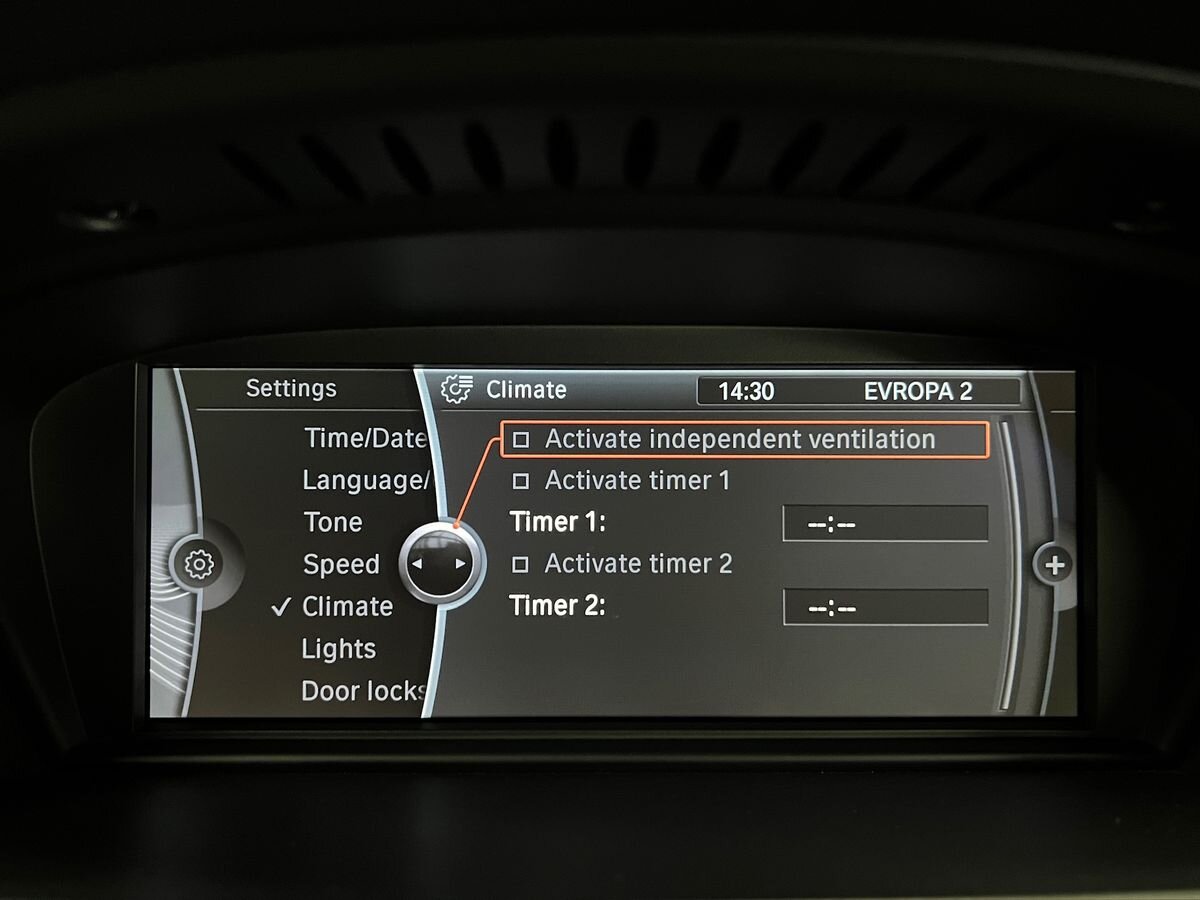 Settings
Climate
14:30
EVROPA 2
Time/Date
Language/
Tone
Speed
Climate
Lights
Door locks
Activate independent ventilation
Activate timer 1
Timer 1: --:--
Activate timer 2
Timer 2: --:--